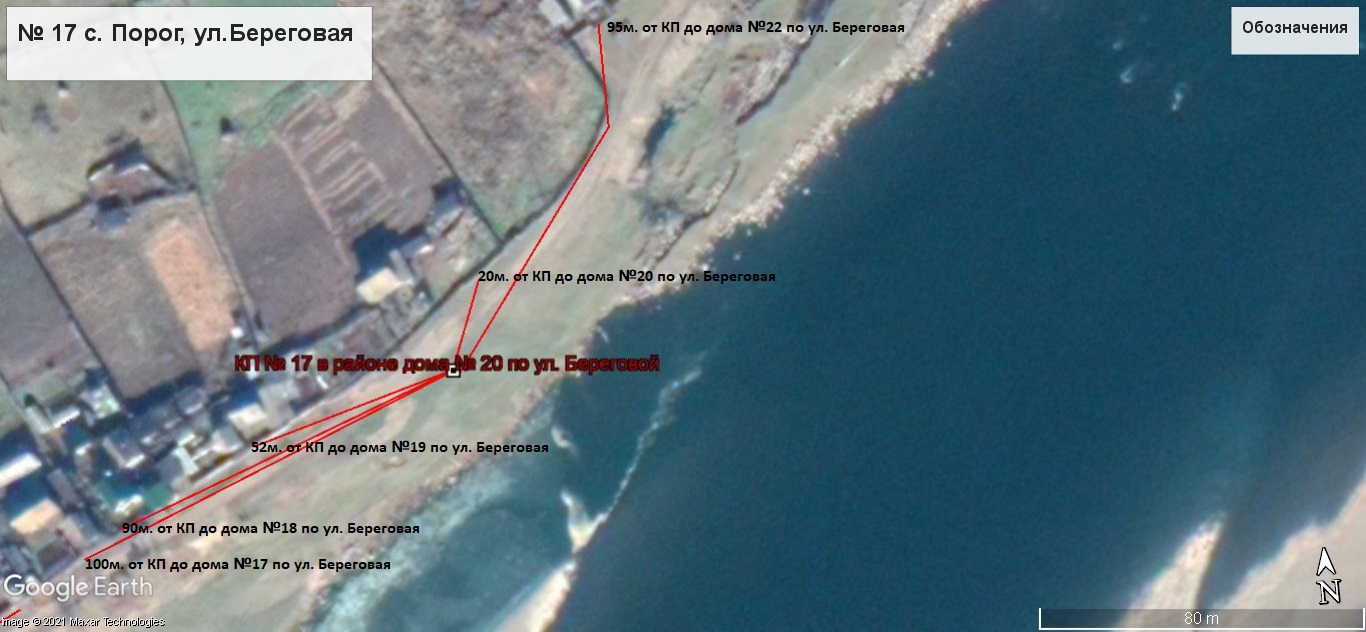 № 17 с. Порог, ул.Береговая
95м. от КП до дома №22 по ул. Береговая
Обозначения
20м. от КП до дома №20 по ул. Береговая
КП № 17 в районе дома № 20 по ул. Береговой
52м. от КП до дома №19 по ул. Береговая
90м. от КП до дома №18 по ул. Береговая
100м. от КП до дома №17 по ул. Береговая
Google Earth
N
80 m
mage © 2021 Maxar Technologies